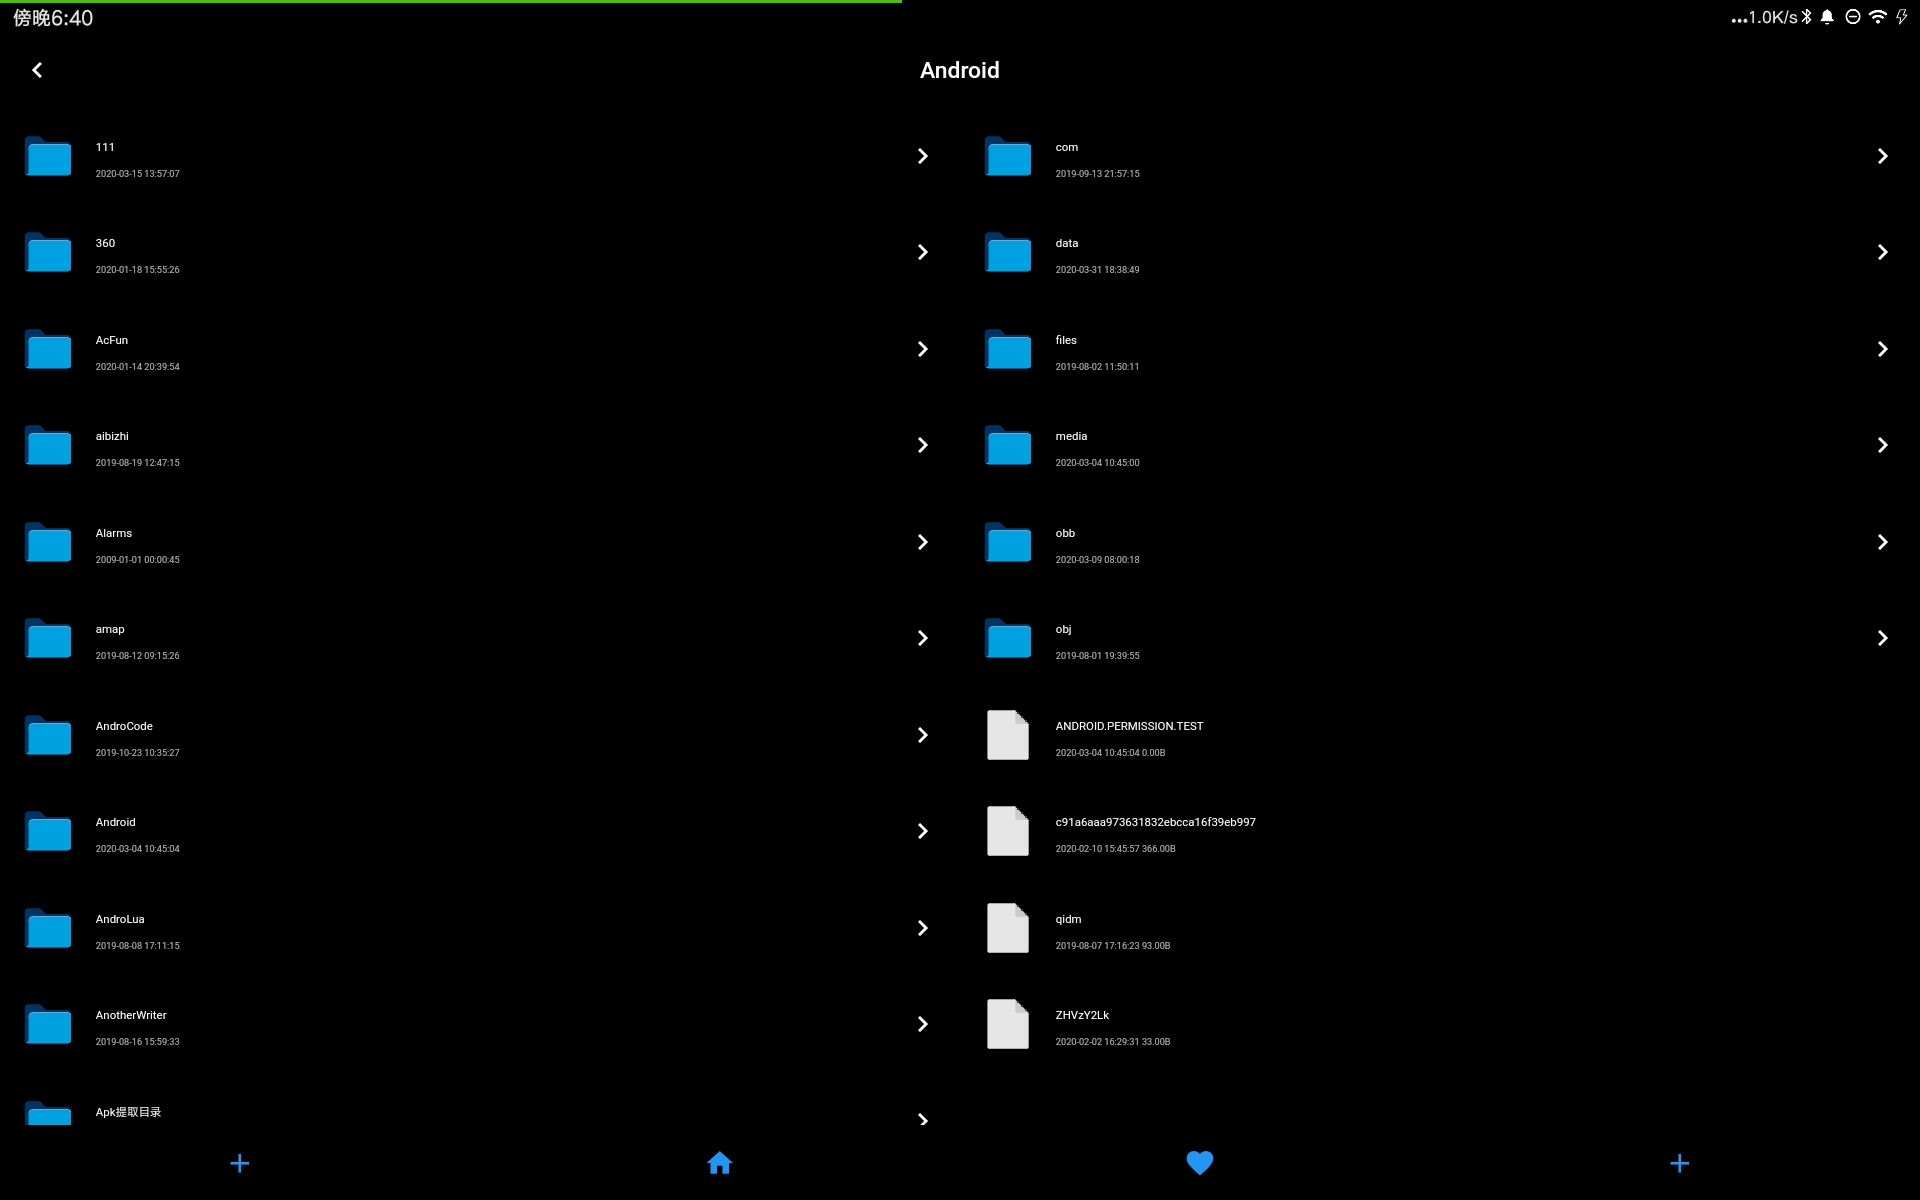 傍晚6:40
...1.0K/s
Android
111
2020-03-15 13:57:07
360
2020-01-18 15:55:26
AcFun
2020-01-14 20:39:54
aibizhi
2019-08-19 12:47:15
Alarms
2009-01-01 00:00:45
amap
2019-08-12 09:15:26
AndroCode
2019-10-23 10:35:27
Android
2020-03-04 10:45:04
AndroLua
2019-08-08 17:11:15
AnotherWriter
2019-08-16 15:59:33
Apk提取目录
com
2019-09-13 21:57:15
data
2020-03-31 18:38:49
files
2019-08-02 11:50:11
media
2020-03-04 10:45:00
obb
2020-03-09 08:00:18
obj
2019-08-01 19:39:55
ANDROID.PERMISSION.TEST
2020-03-04 10:45:04 0.00B
c91a6aaa973631832ebcca16f39eb997
2020-02-10 15:45:57 366.00B
qidm
2019-08-07 17:16:23 93.00B
ZHVzY2Lk
2020-02-02 16:29:31 33.00B